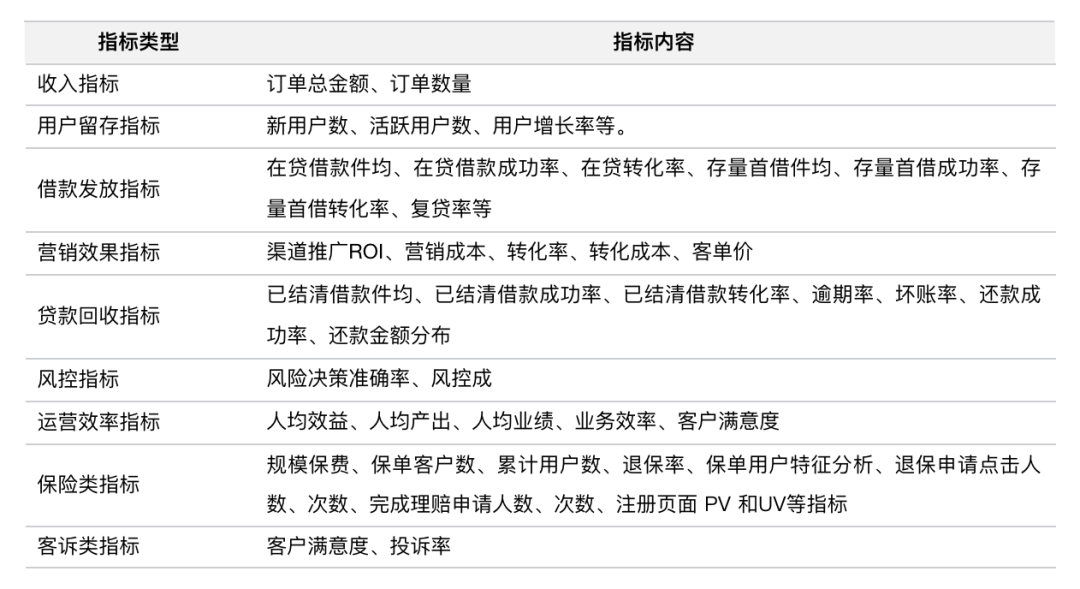 指标类型 指标内容
收入指标 订单总金额、订单数量
用户留存指标 新用户数、活跃用户数、用户增长率等。
借款发放指标 在贷借款件均、在贷借款成功率、在贷转化率、存量首借件均、存量首借成功率、存
量首借转化率、复贷率等
营销效果指标 渠道推广ROI、营销成本、转化率、转化成本、客单价
贷款回收指标 已结清借款件均、已结清借款成功率、已结清借款转化率、逾期率、坏账率、还款成
功率、还款金额分布
风控指标 风险决策准确率、风控成
运营效率指标 人均效益、人均产出、人均业绩、业务效率、客户满意度
保险类指标 规模保费、保单客户数、累计用户数、退保率、保单用户特征分析、退保申请点击人
数、次数、完成理赔申请人数、次数、注册页面 PV 和UV等指标
客诉类指标 客户满意度、投诉率